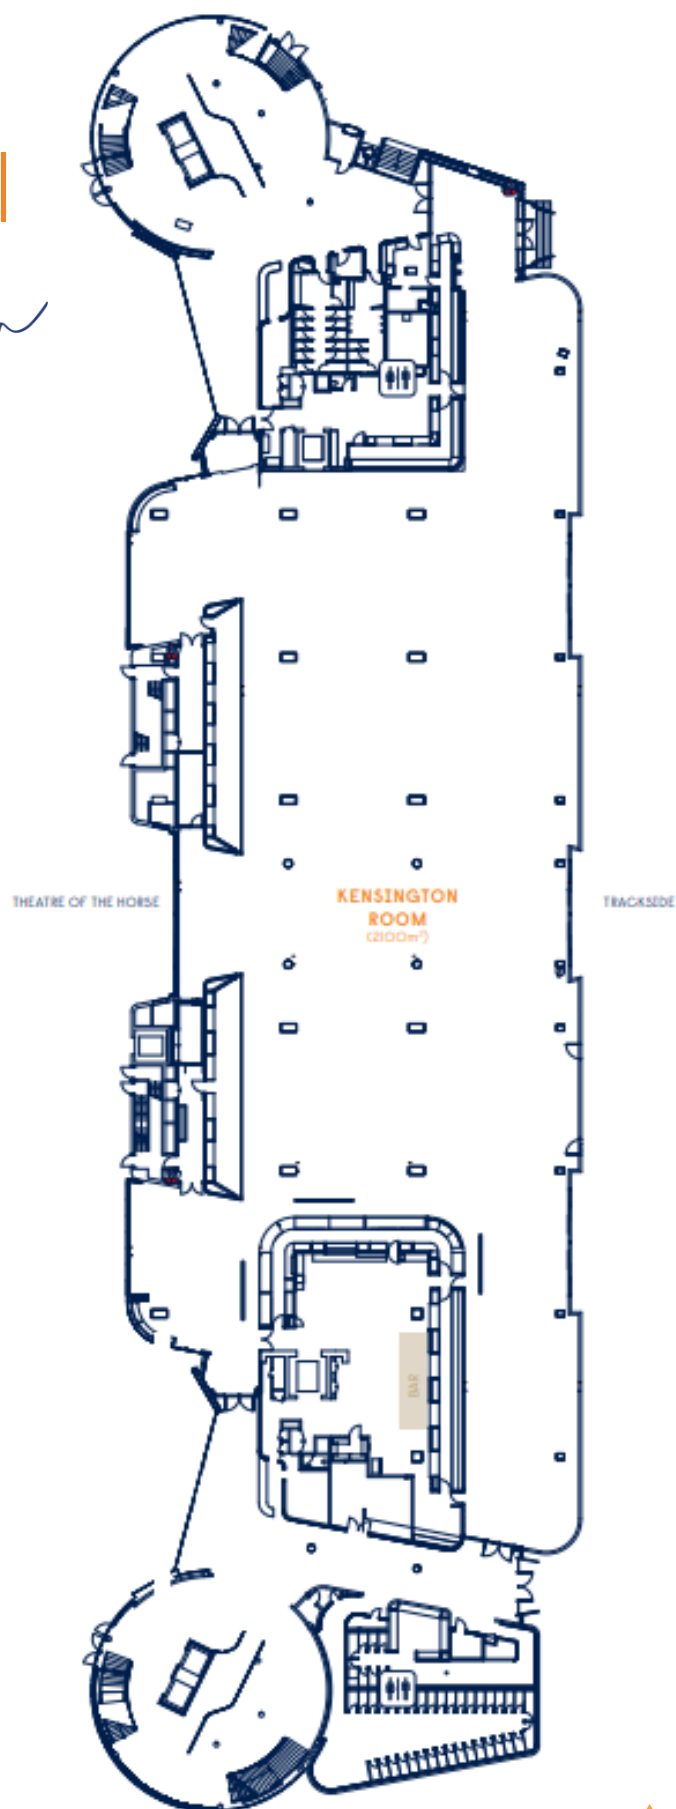 THEATRE OF THE HORSE
KENSINGTON
ROOM
(2100m²)
TRACKSIDE
BAR